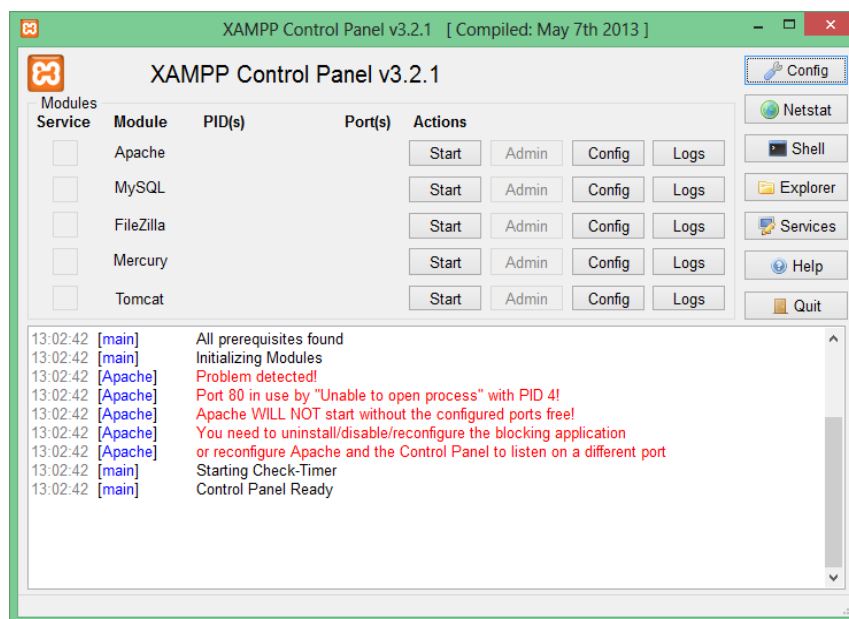 XAMPP Control Panel v3.2.1 [ Compiled: May 7th 2013 ]
XAMPP Control Panel v3.2.1
Config
Modules
Netstat
Service Module PID(s) Port(s) Actions
Apache Start Admin Config Logs
Shell
MySQL Start Admin Config Logs
Explorer
FileZilla Start Admin Config Logs
Services
Mercury Start Admin Config Logs
Help
Tomcat Start Admin Config Logs
Quit
13:02:42 [main] All prerequisites found
13:02:42 [main] Initializing Modules
13:02:42 [Apache] Problem detected!
13:02:42 [Apache] Port 80 in use by "Unable to open process" with PID 4!
13:02:42 [Apache] Apache WILL NOT start without the configured ports free!
13:02:42 [Apache] You need to uninstall/disable/reconfigure the blocking application
13:02:42 [Apache] or reconfigure Apache and the Control Panel to listen on a different port
13:02:42 [main] Starting Check-Timer
13:02:42 [main] Control Panel Ready